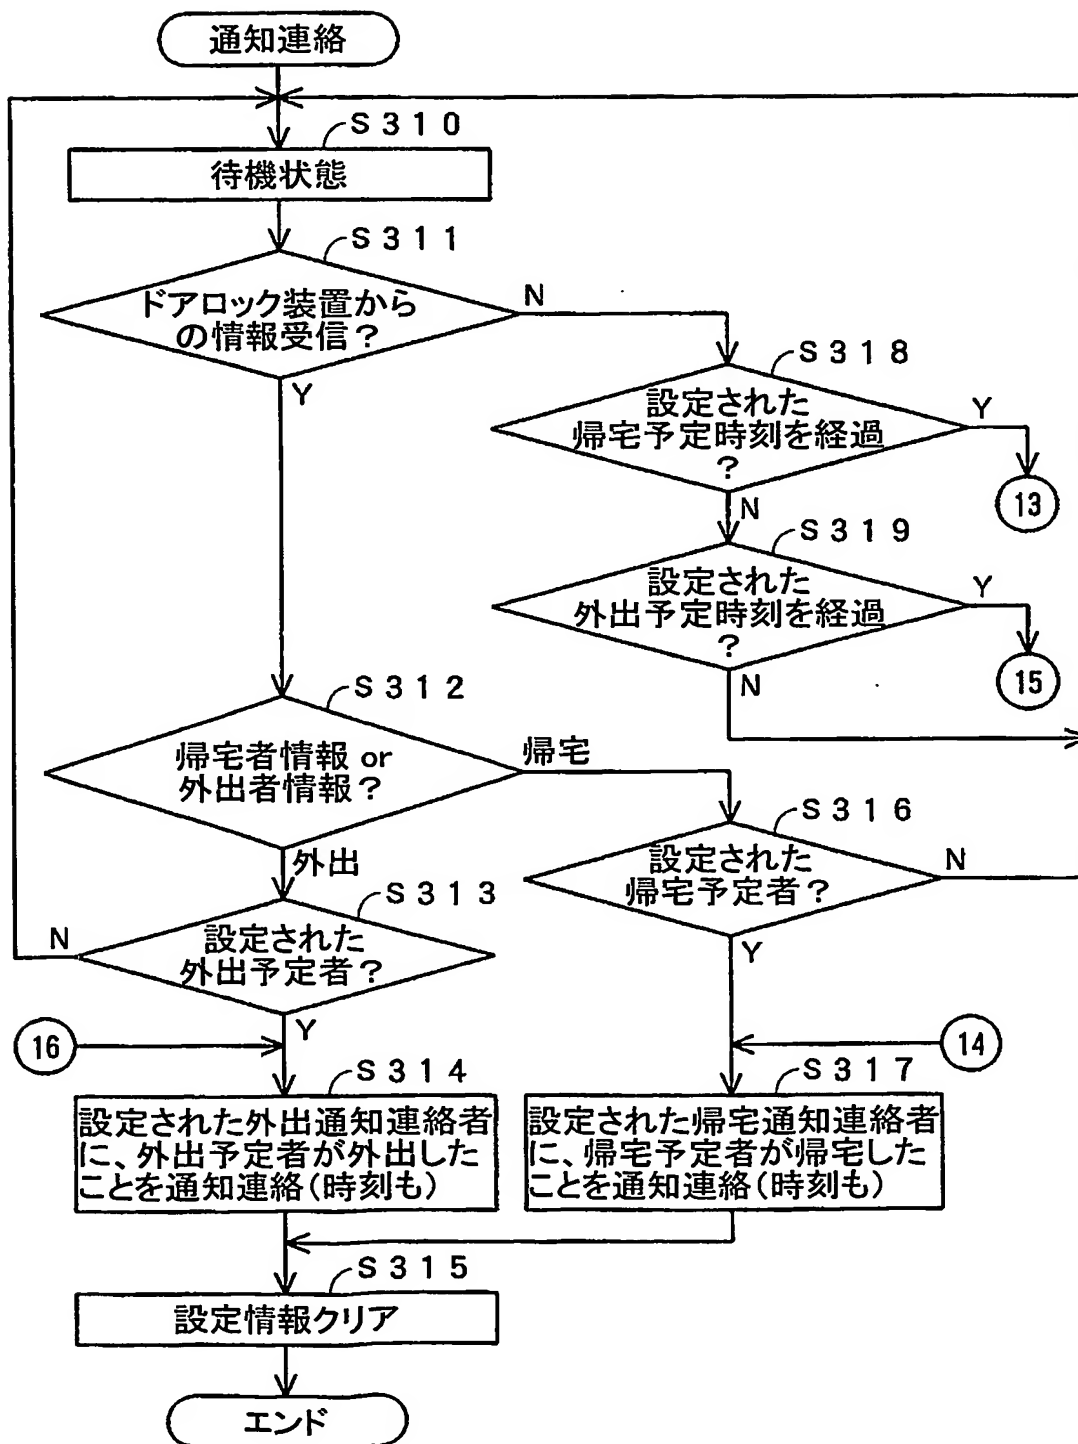 通知連絡
S310
待機状態
S311
ドアロック装置から
の情報受信？
N
Y
S318
設定された
帰宅予定時刻を経過
？
Y
13
N
S319
設定された
外出予定時刻を経過
？
Y
15
N
S312
帰宅者情報 or
外出者情報？
帰宅
外出
S316
設定された
帰宅予定者？
N
Y
S313
設定された
外出予定者？
N
Y
16
14
S314
設定された外出通知連絡者
に、外出予定者が外出した
ことを通知連絡（時刻も）
S317
設定された帰宅通知連絡者
に、帰宅予定者が帰宅した
ことを通知連絡（時刻も）
S315
設定情報クリア
エンド